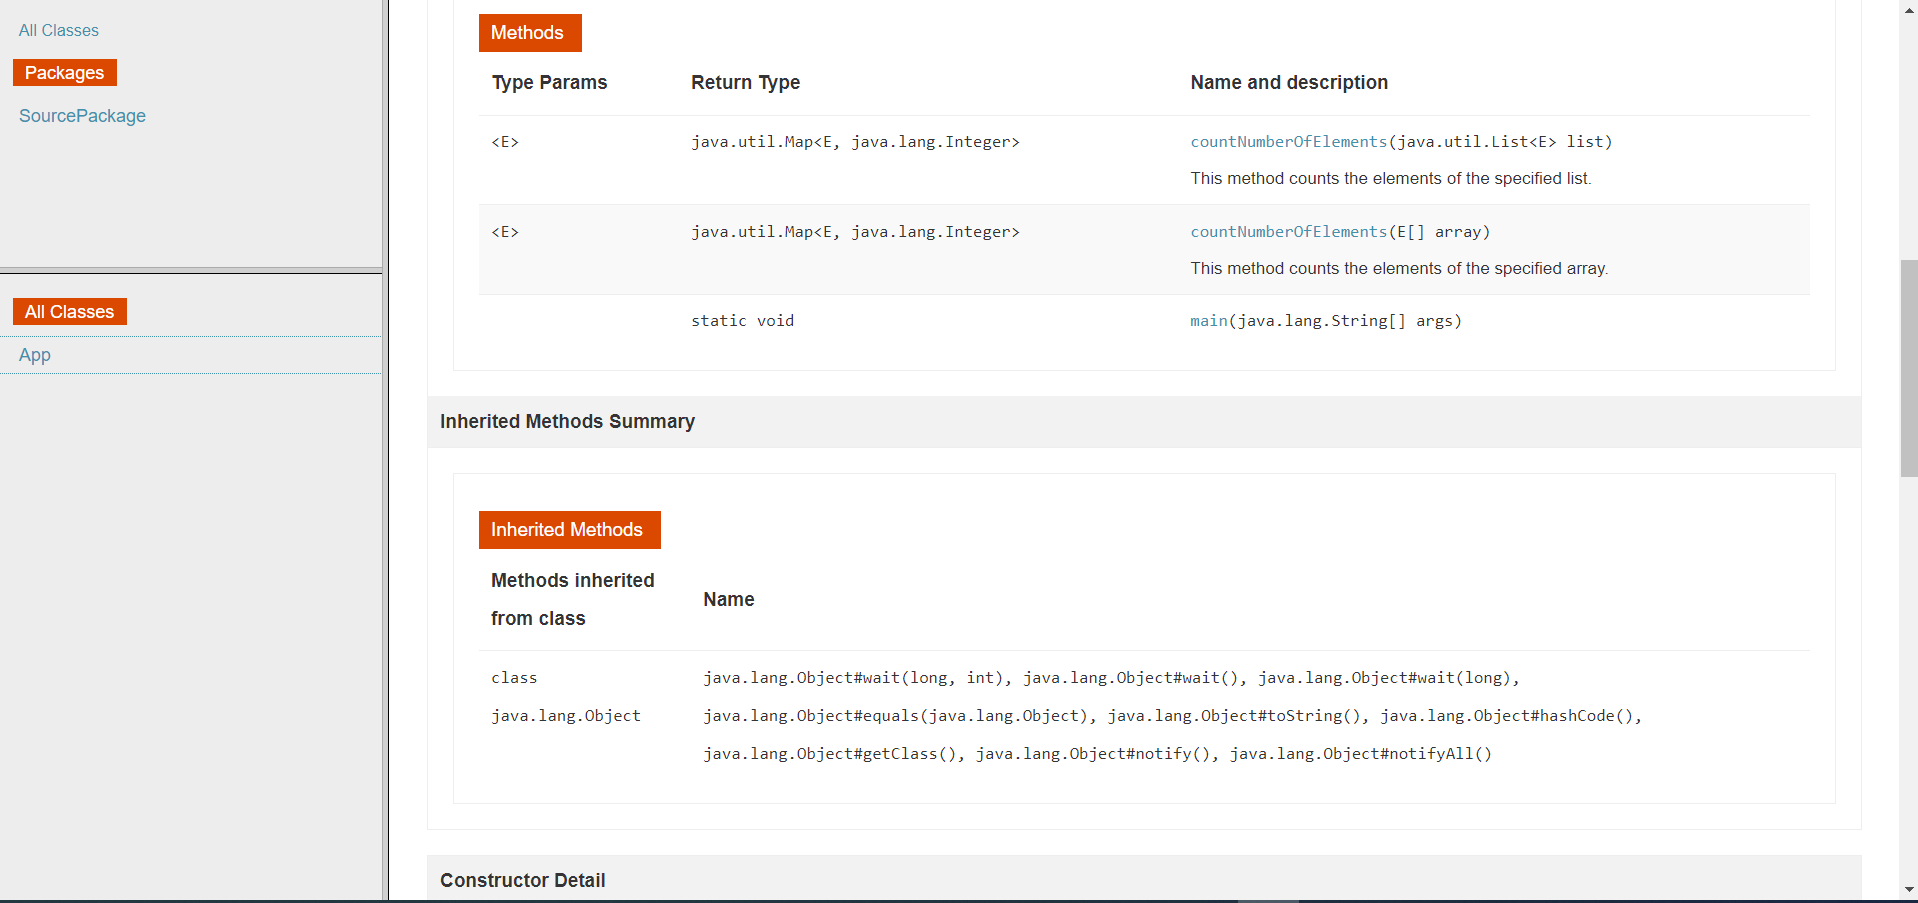 All Classes
Packages
SourcePackage
All Classes
App
Methods
Type Params Return Type Name and description
<E> java.util.Map<E, java.lang.Integer> countNumberOfElements(java.util.List<E> list)
This method counts the elements of the specified list.
<E> java.util.Map<E, java.lang.Integer> countNumberOfElements(E[] array)
This method counts the elements of the specified array.
static void main(java.lang.String[] args)
Inherited Methods Summary
Inherited Methods
Methods inherited
from class
Name
class
java.lang.Object
java.lang.Object#wait(long, int), java.lang.Object#wait(), java.lang.Object#wait(long),
java.lang.Object#equals(java.lang.Object), java.lang.Object#toString(), java.lang.Object#hashCode(),
java.lang.Object#getClass(), java.lang.Object#notify(), java.lang.Object#notifyAll()
Constructor Detail